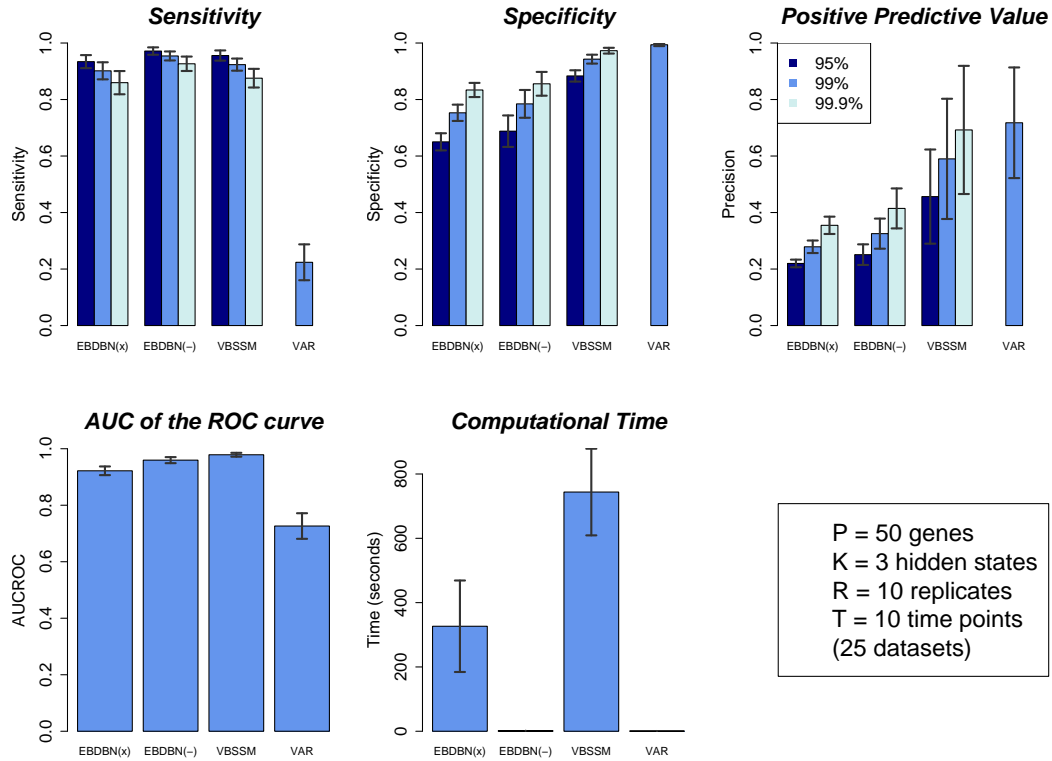 Sensitivity
Sensitivity
0.0 0.2 0.4 0.6 0.8 1.0
EBDBN(x) EBDBN(−) VBSSM VAR
Specificity
Specificity
0.0 0.2 0.4 0.6 0.8 1.0
EBDBN(x) EBDBN(−) VBSSM VAR
Positive Predictive Value
Precision
0.0 0.2 0.4 0.6 0.8 1.0
95%
99%
99.9%
EBDBN(x) EBDBN(−) VBSSM VAR
AUC of the ROC curve
AUCROC
0.0 0.2 0.4 0.6 0.8 1.0
EBDBN(x) EBDBN(−) VBSSM VAR
Computational Time
Time (seconds)
0 200 400 600 800
EBDBN(x) EBDBN(−) VBSSM VAR
P = 50 genes
K = 3 hidden states
R = 10 replicates
T = 10 time points
(25 datasets)